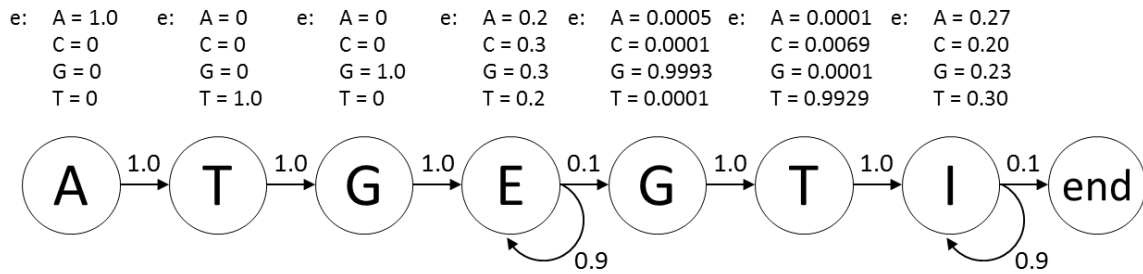 e: A = 1.0 e: A = 0 e: A = 0 e: A = 0.2 e: A = 0.0005 e: A = 0.0001 e: A = 0.27
C = 0 C = 0 C = 0 C = 0.3 C = 0.0001 C = 0.0069 C = 0.20
G = 0 G = 0 G = 1.0 G = 0.3 G = 0.9993 G = 0.0001 G = 0.23
T = 0 T = 1.0 T = 0 T = 0.2 T = 0.0001 T = 0.9929 T = 0.30
1.0 1.0 1.0 0.1 1.0 1.0 0.1
A T G E G T I end
0.9 0.9